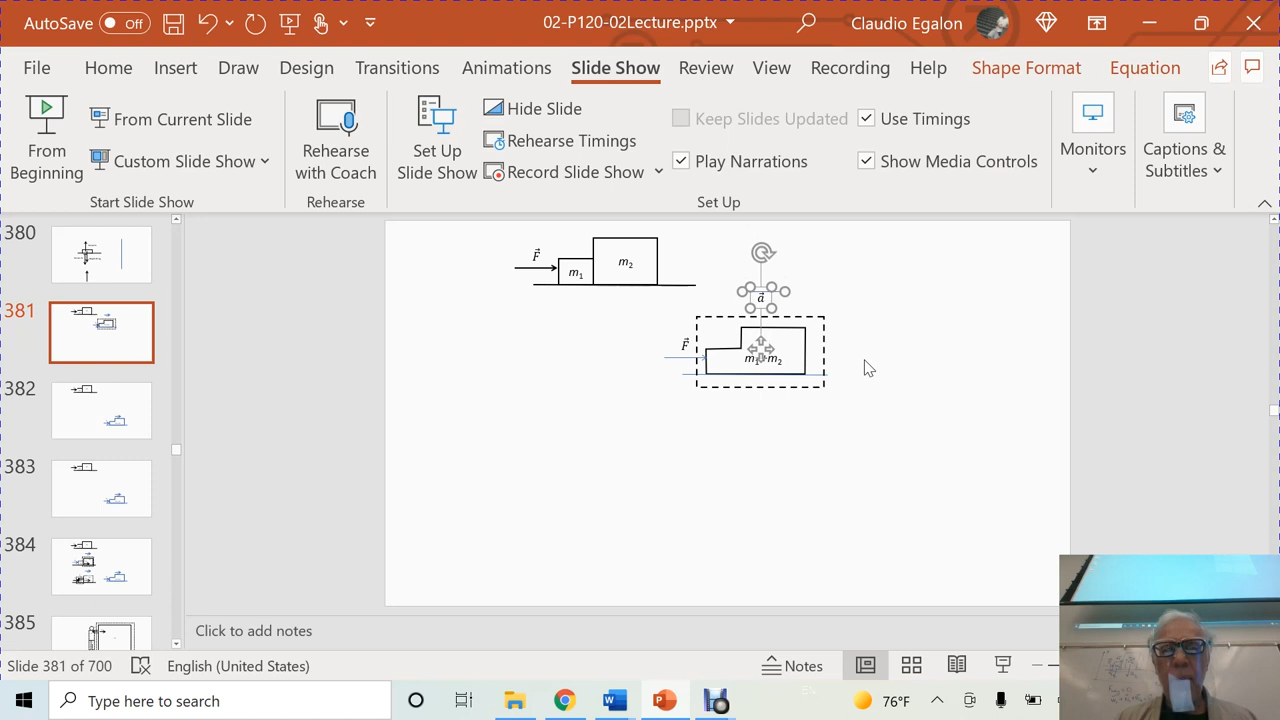 AutoSave Off 02-P120-02Lecture.pptx Claudio Egalon
File Home Insert Draw Design Transitions Animations Slide Show Review View Recording Help Shape Format Equation
From Beginning
From Current Slide
Custom Slide Show
Start Slide Show
Rehearse with Coach
Rehearse
Set Up Slide Show
Hide Slide
Rehearse Timings
Record Slide Show
Keep Slides Updated
Play Narrations
Use Timings
Show Media Controls
Set Up
Monitors
Captions & Subtitles
380
381
382
383
384
385
F⃗
m₁
m₂
a⃗
F⃗
Click to add notes
Slide 381 of 700 English (United States) Notes
Type here to search 76°F